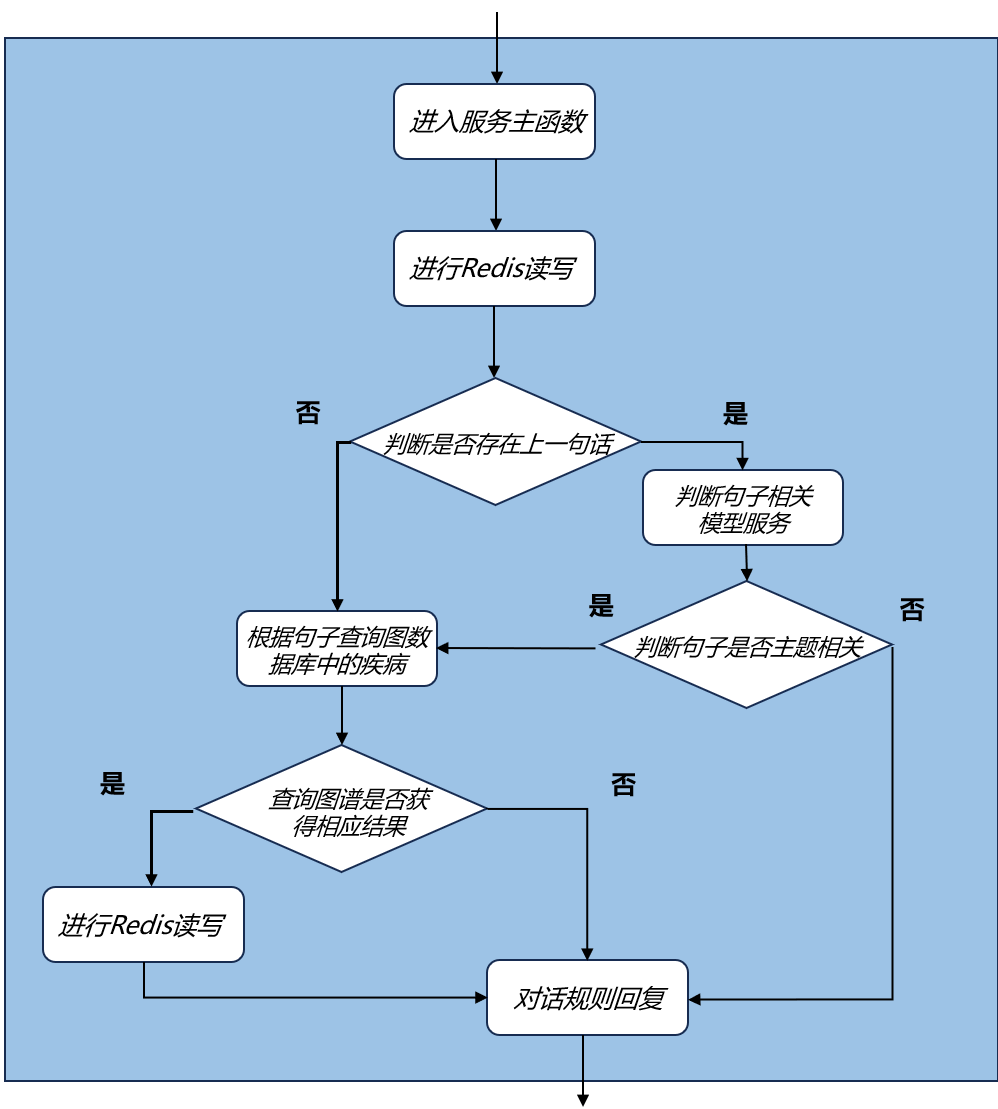 进入服务主函数
进行Redis读写
否
是
判断是否存在上一句话
判断句子相关
模型服务
是
否
根据句子查询图数
据库中的疾病
判断句子是否主题相关
是
否
查询图谱是否获
得相应结果
进行Redis读写
对话规则回复